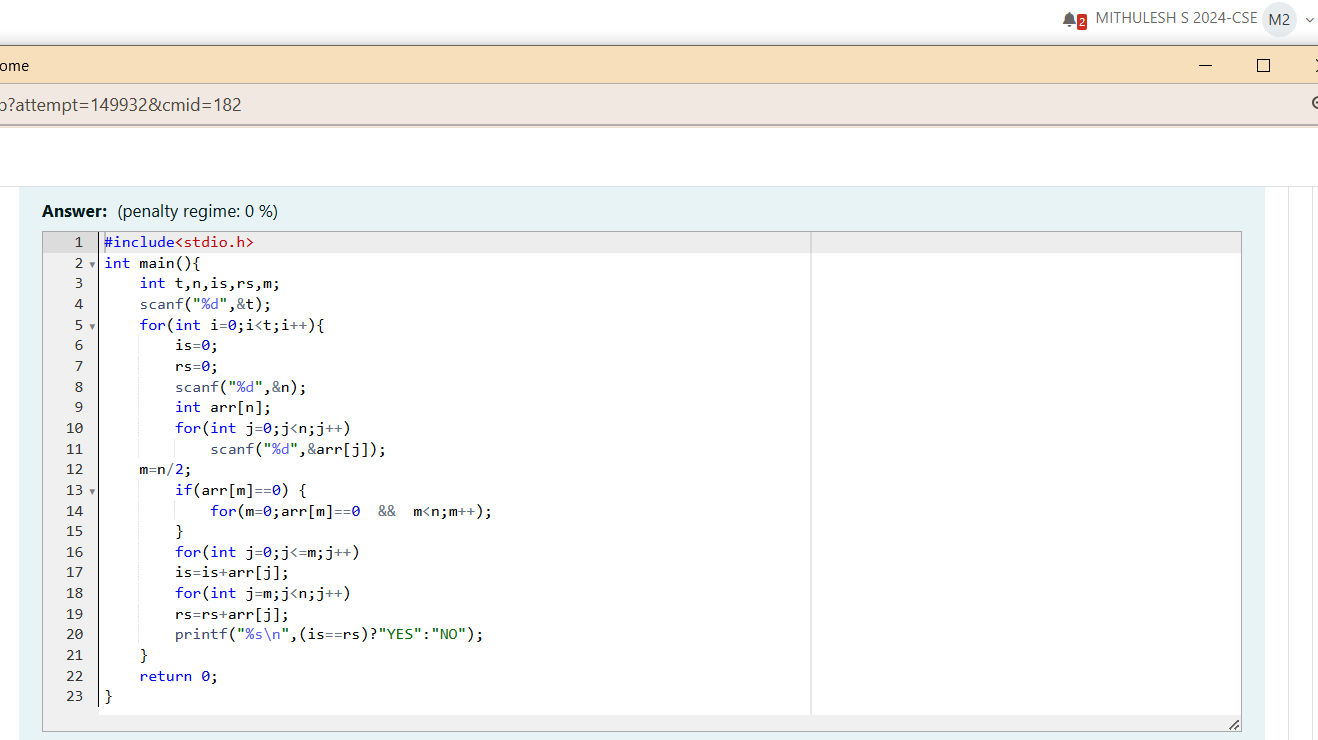 2 MITHULESH S 2024-CSE M2
ome
?attempt=149932&cmid=182
Answer: (penalty regime: 0 %)
1 #include<stdio.h>
2 int main(){
3     int t,n,is,rs,m;
4     scanf("%d",&t);
5     for(int i=0;i<t;i++){
6         is=0;
7         rs=0;
8         scanf("%d",&n);
9         int arr[n];
10         for(int j=0;j<n;j++)
11             scanf("%d",&arr[j]);
12     m=n/2;
13         if(arr[m]==0) {
14             for(m=0;arr[m]==0  &&  m<n;m++);
15         }
16         for(int j=0;j<=m;j++)
17         is=is+arr[j];
18         for(int j=m;j<n;j++)
19         rs=rs+arr[j];
20         printf("%s\n",(is==rs)?"YES":"NO");
21     }
22     return 0;
23 }